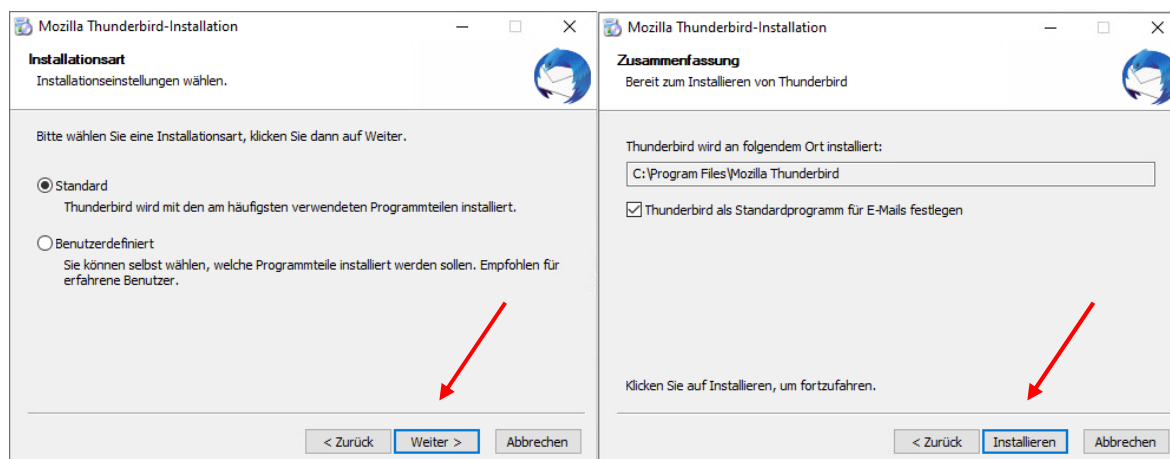 Mozilla Thunderbird-Installation
Installationsart
Installationseinstellungen wählen.
Bitte wählen Sie eine Installationsart, klicken Sie dann auf Weiter.
Standard
Thunderbird wird mit den am häufigsten verwendeten Programmteilen installiert.
Benutzerdefiniert
Sie können selbst wählen, welche Programmteile installiert werden sollen. Empfohlen für
erfahrene Benutzer.
< Zurück
Weiter >
Abbrechen
Mozilla Thunderbird-Installation
Zusammenfassung
Bereit zum Installieren von Thunderbird
Thunderbird wird an folgendem Ort installiert:
C:\Program Files\Mozilla Thunderbird
Thunderbird als Standardprogramm für E-Mails festlegen
Klicken Sie auf Installieren, um fortzufahren.
< Zurück
Installieren
Abbrechen